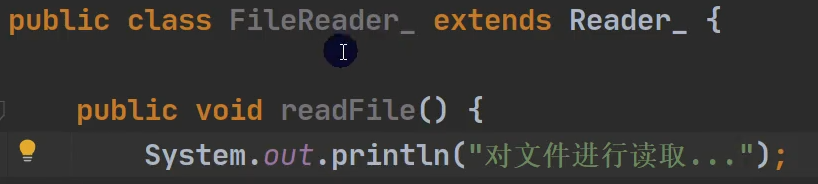 public class FileReader_ extends Reader_ {
public void readFile() {
System.out.println("对文件进行读取...");